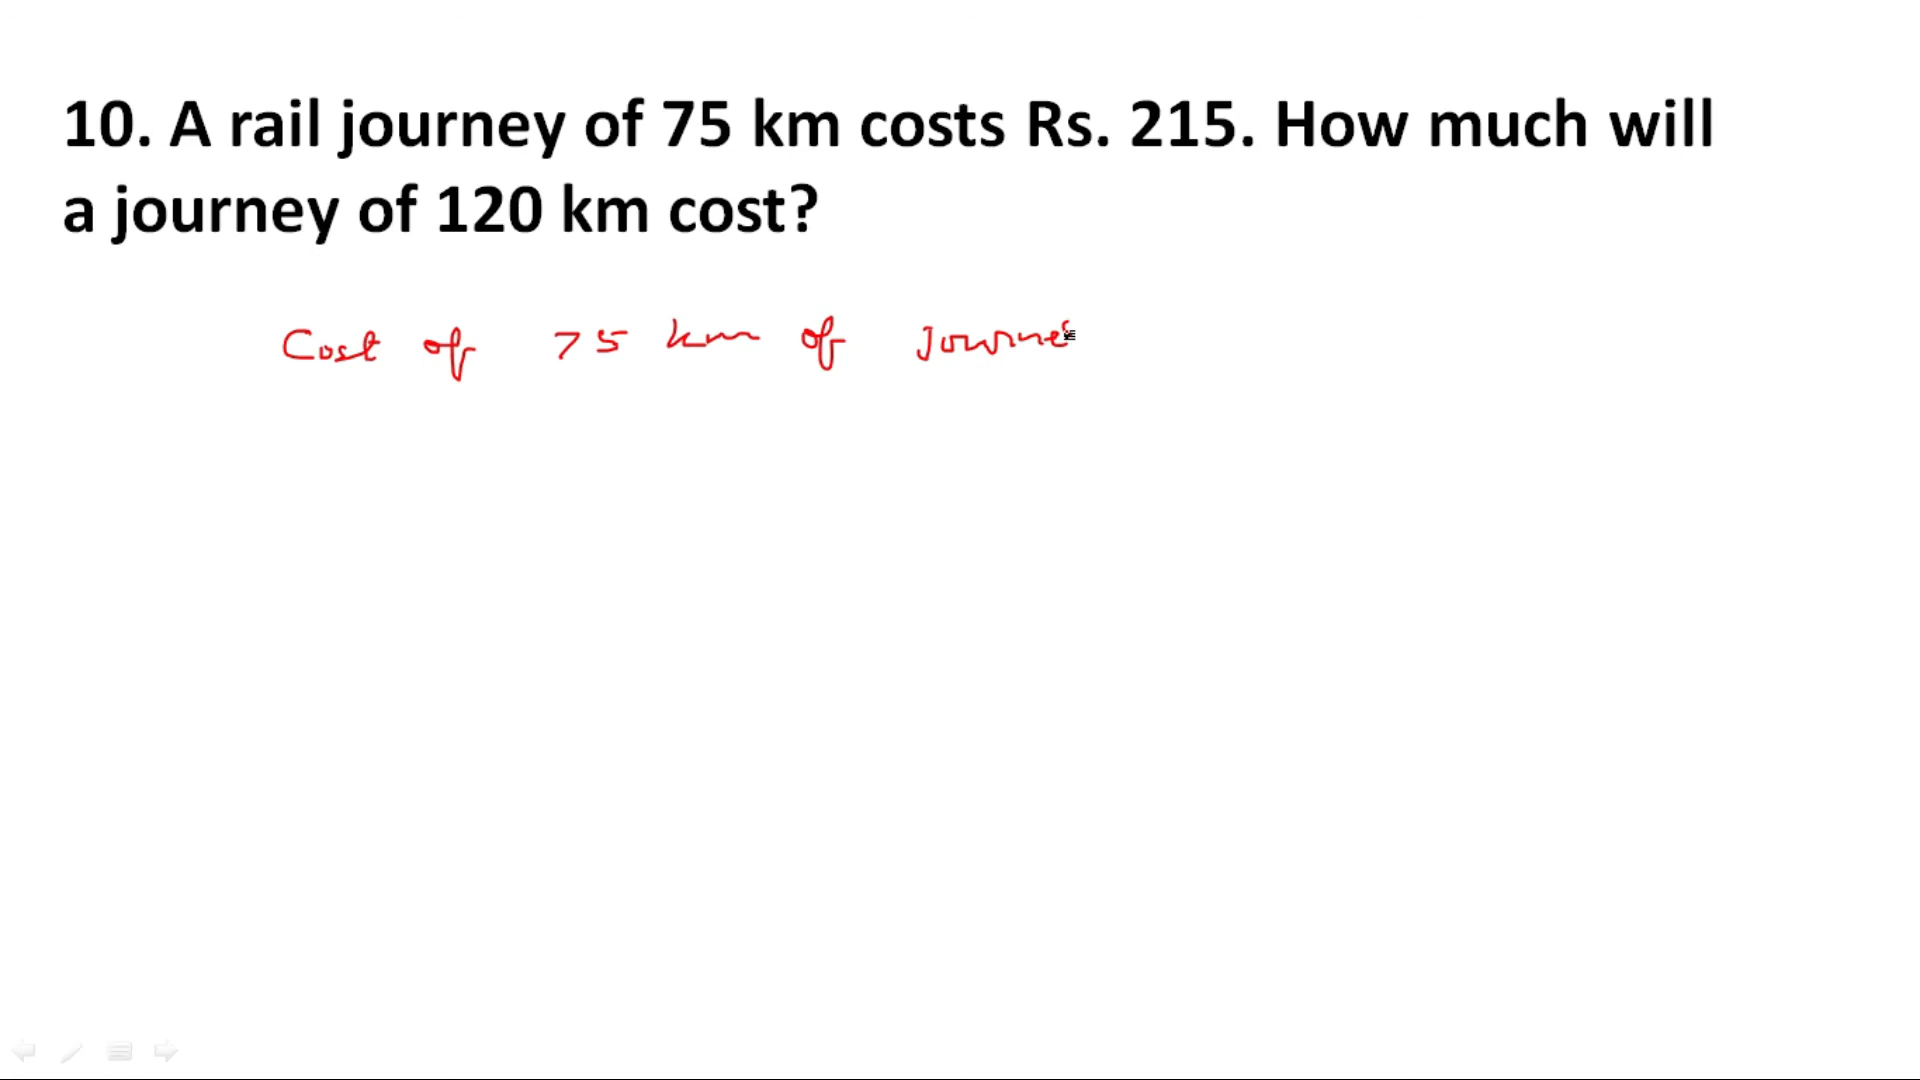 10. A rail journey of 75 km costs Rs. 215. How much will
a journey of 120 km cost?
Cost of 75 km of Journe